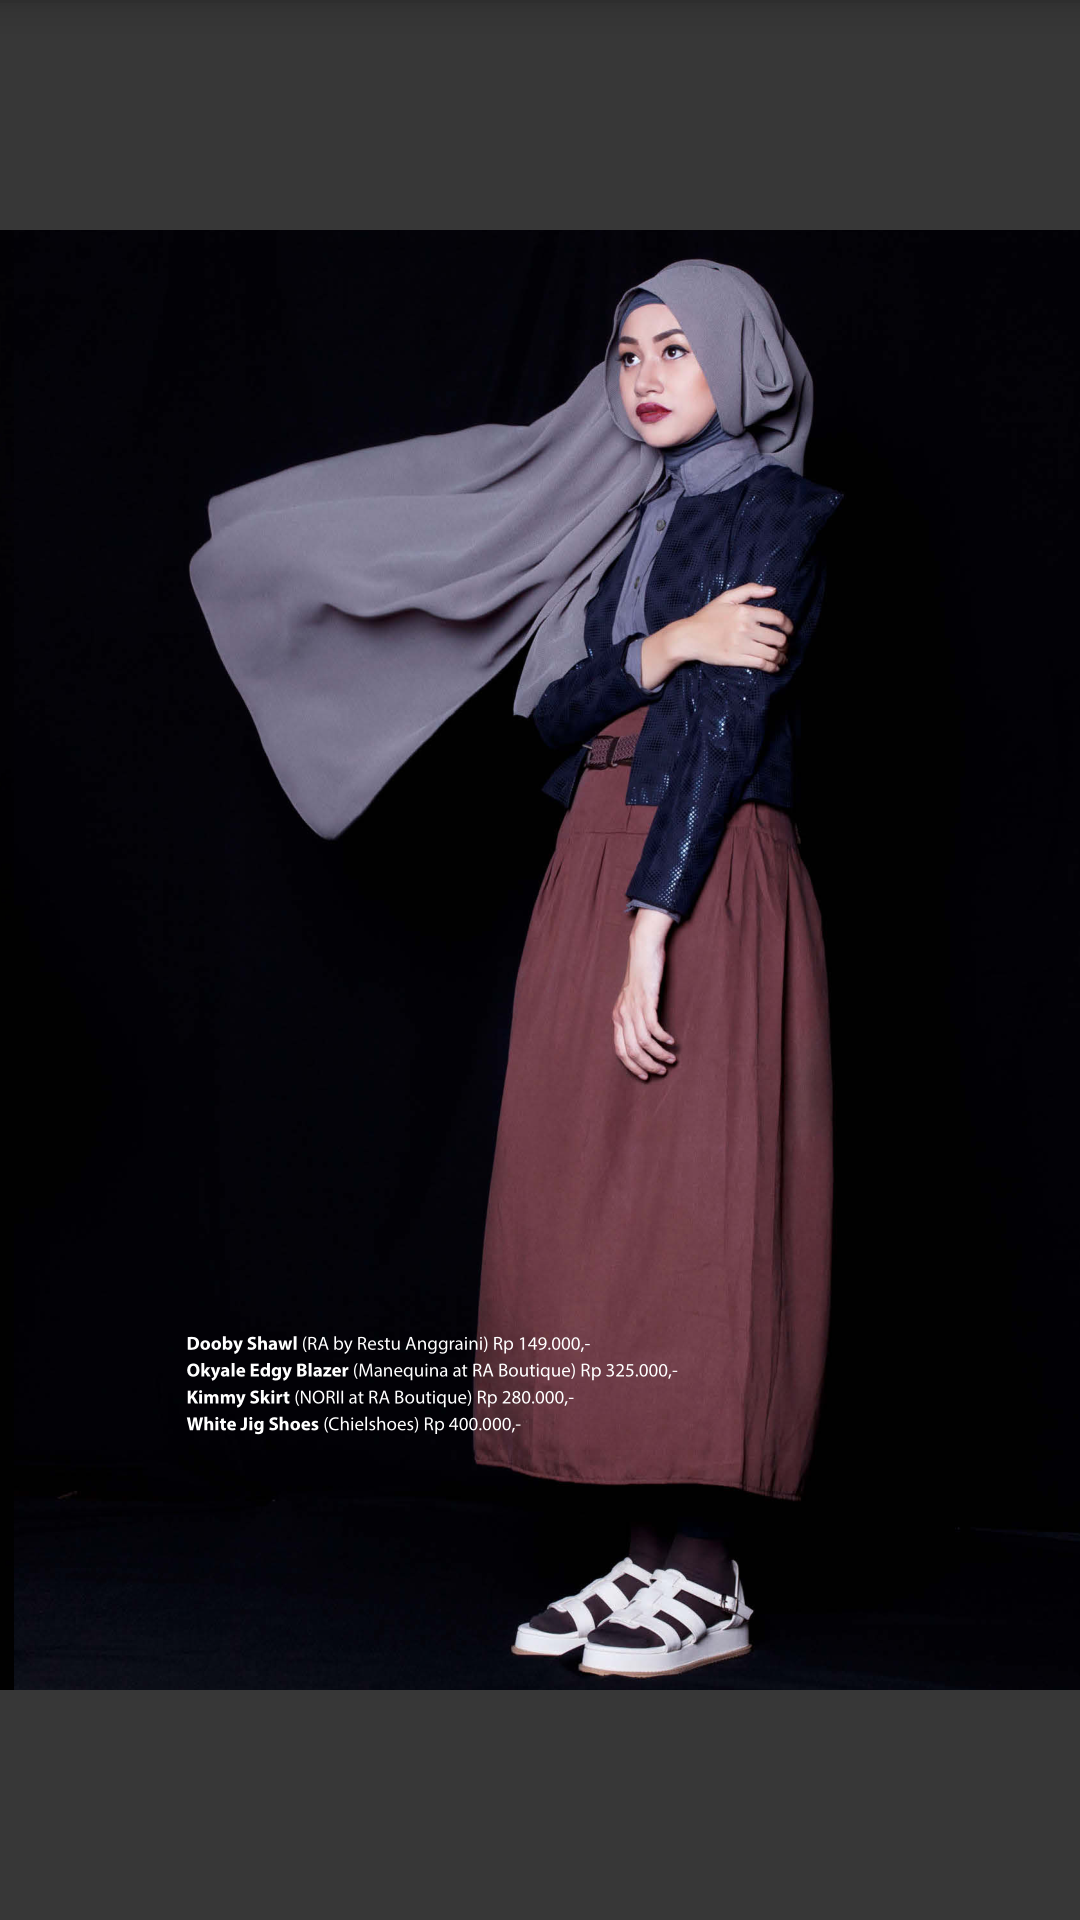 Dooby Shawl (RA by Restu Anggraini) Rp 149.000,-
Okyale Edgy Blazer (Manequina at RA Boutique) Rp 325.000,-
Kimmy Skirt (NORII at RA Boutique) Rp 280.000,-
White Jig Shoes (Chielshoes) Rp 400.000,-